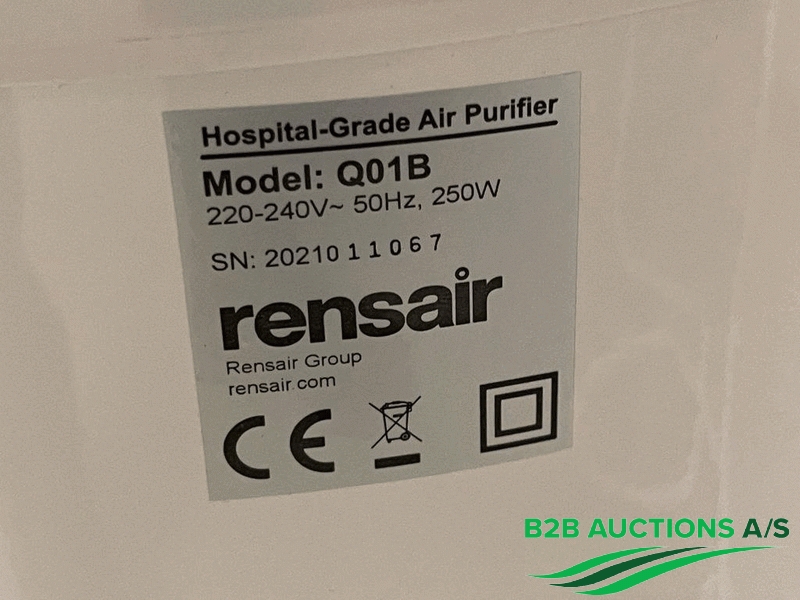 Hospital-Grade Air Purifier
Model: Q01B
220-240V~ 50Hz, 250W
SN: 2021011067
rensair
Rensair Group
rensair.com
CE
B2B AUCTIONS A/S